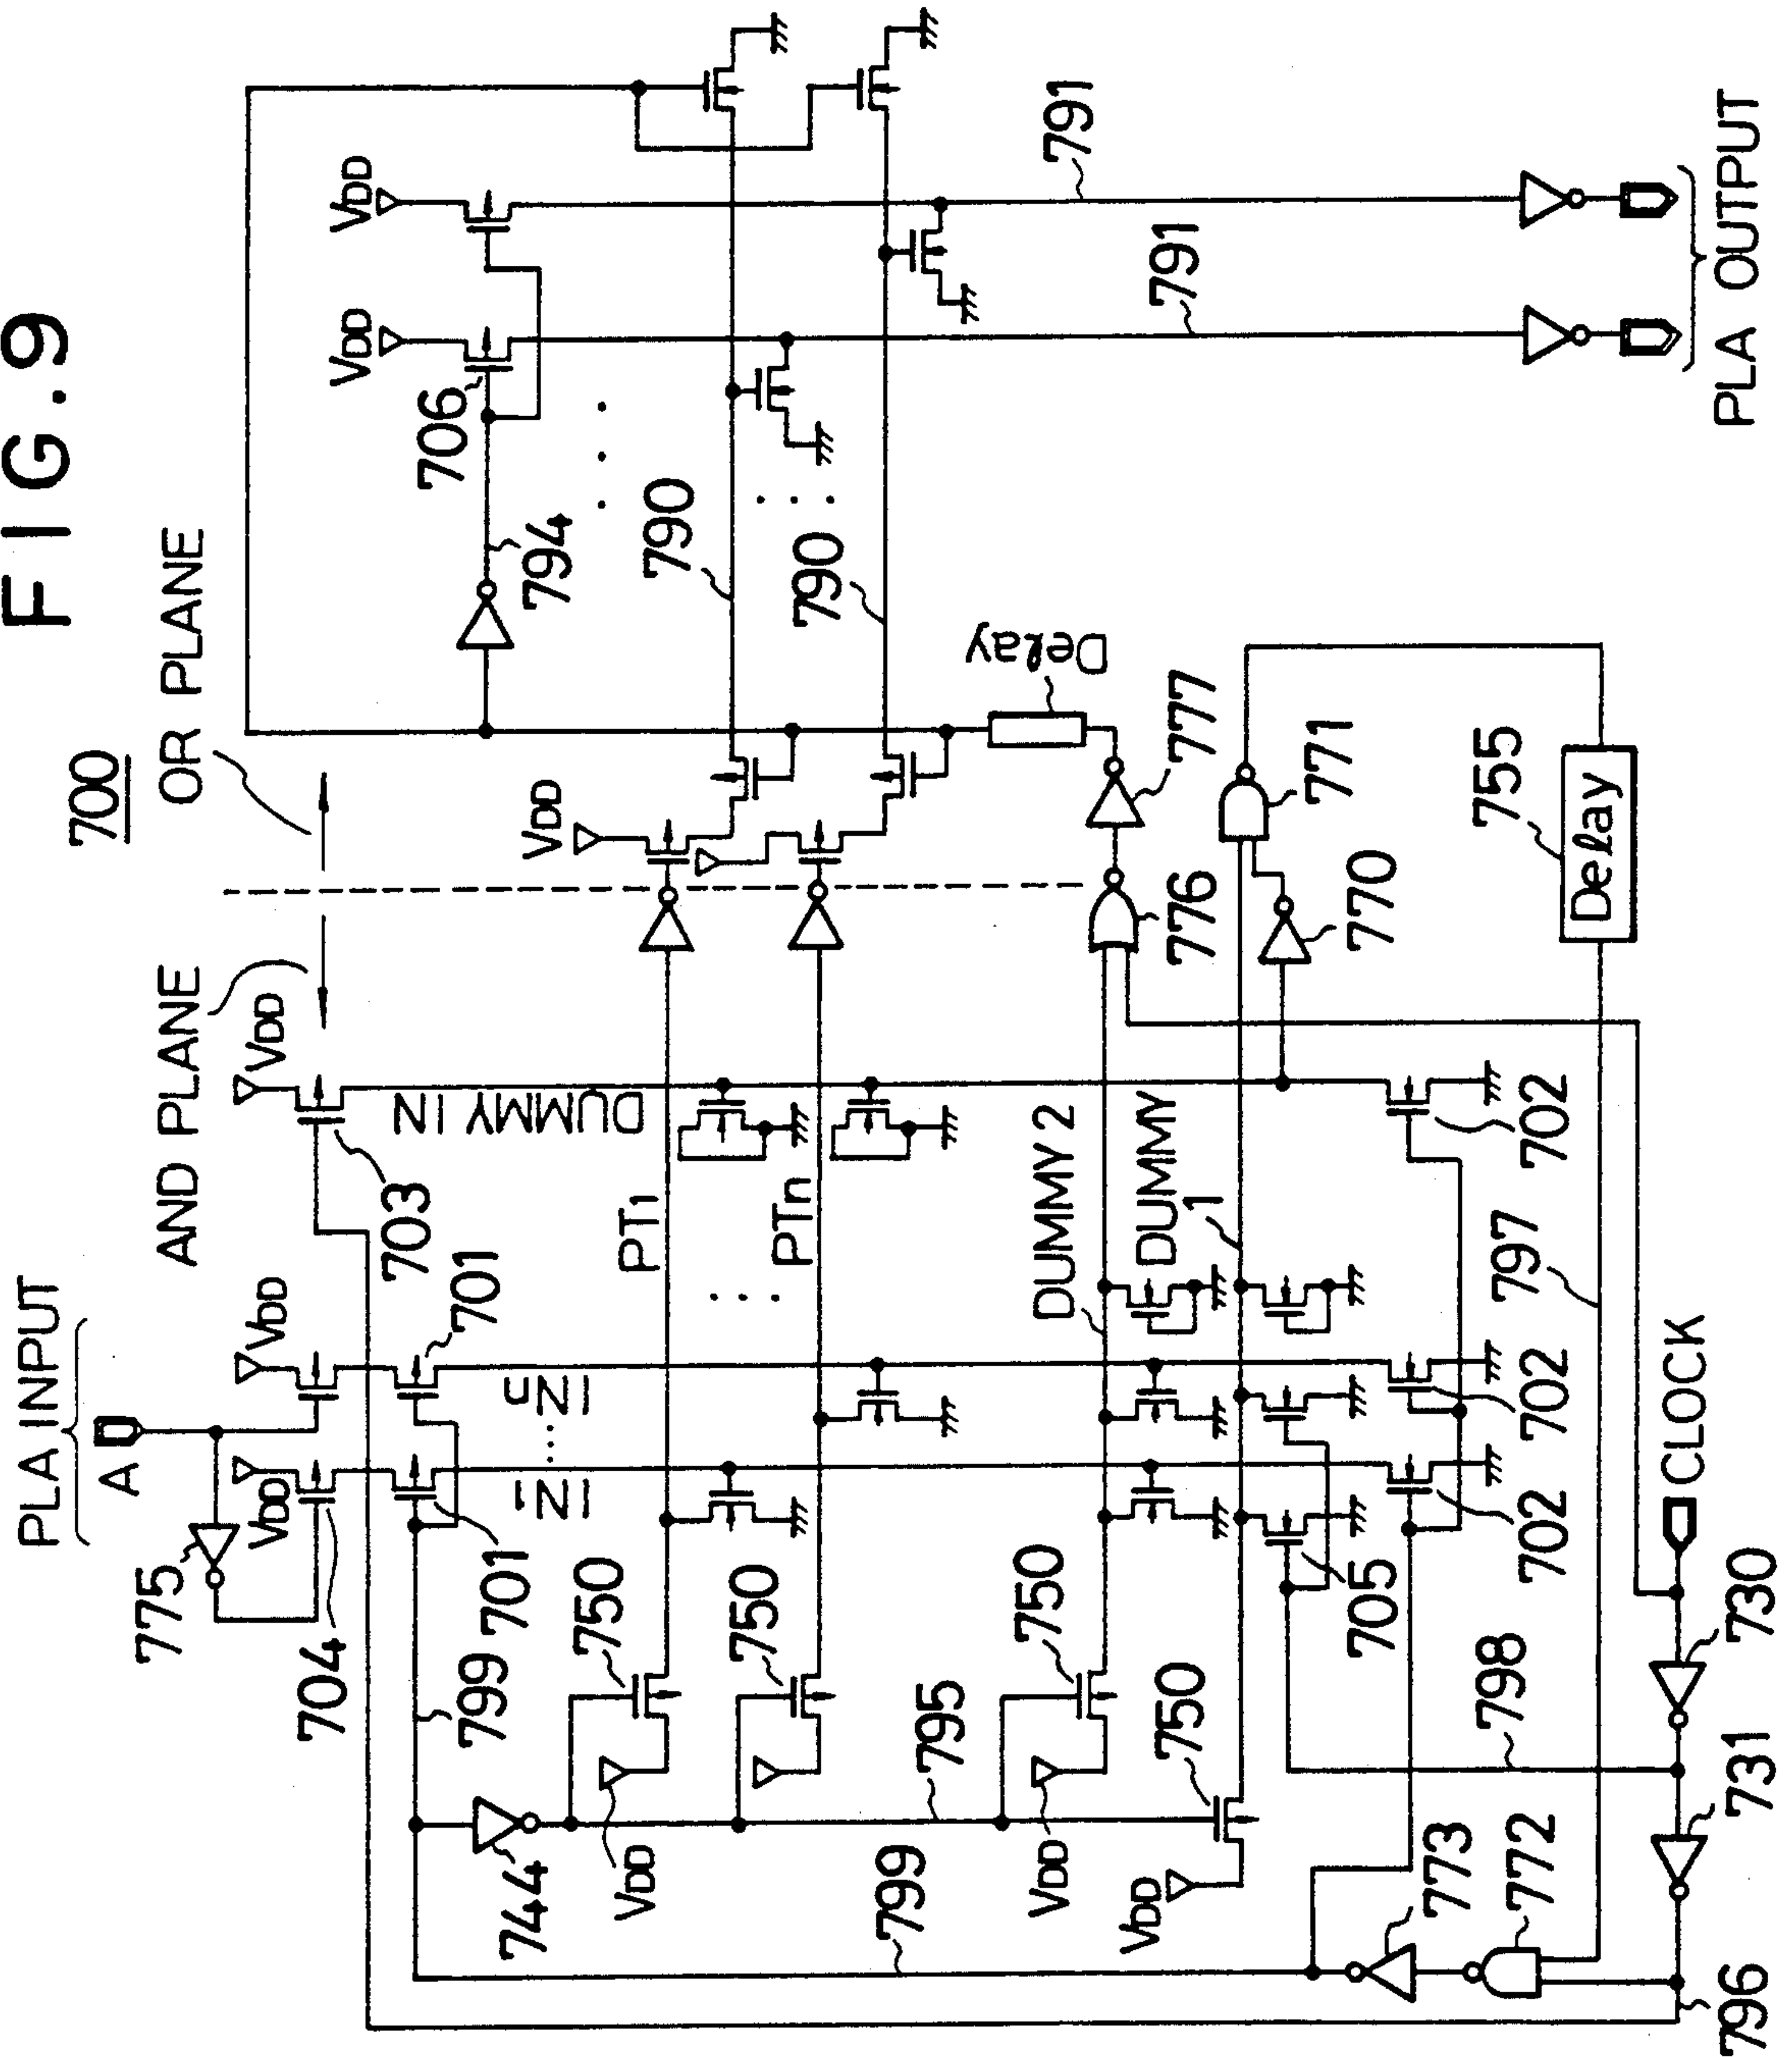 FIG.9
700
AND PLANE
OR PLANE
PLA INPUT
A
775
704
VDD
VDD
VDD
703
701
701
799
IN1
...
INn
DUMMY IN
794
706
VDD
VDD
744
750
VDD
PT1
VDD
790
750
PTn
790
791
791
795
799
750
VDD
DUMMY 2
776
777
Delay
750
VDD
DUMMY
1
770
771
705
702
702
702
773
772
798
797
755
Delay
796
731
730
CLOCK
PLA OUTPUT